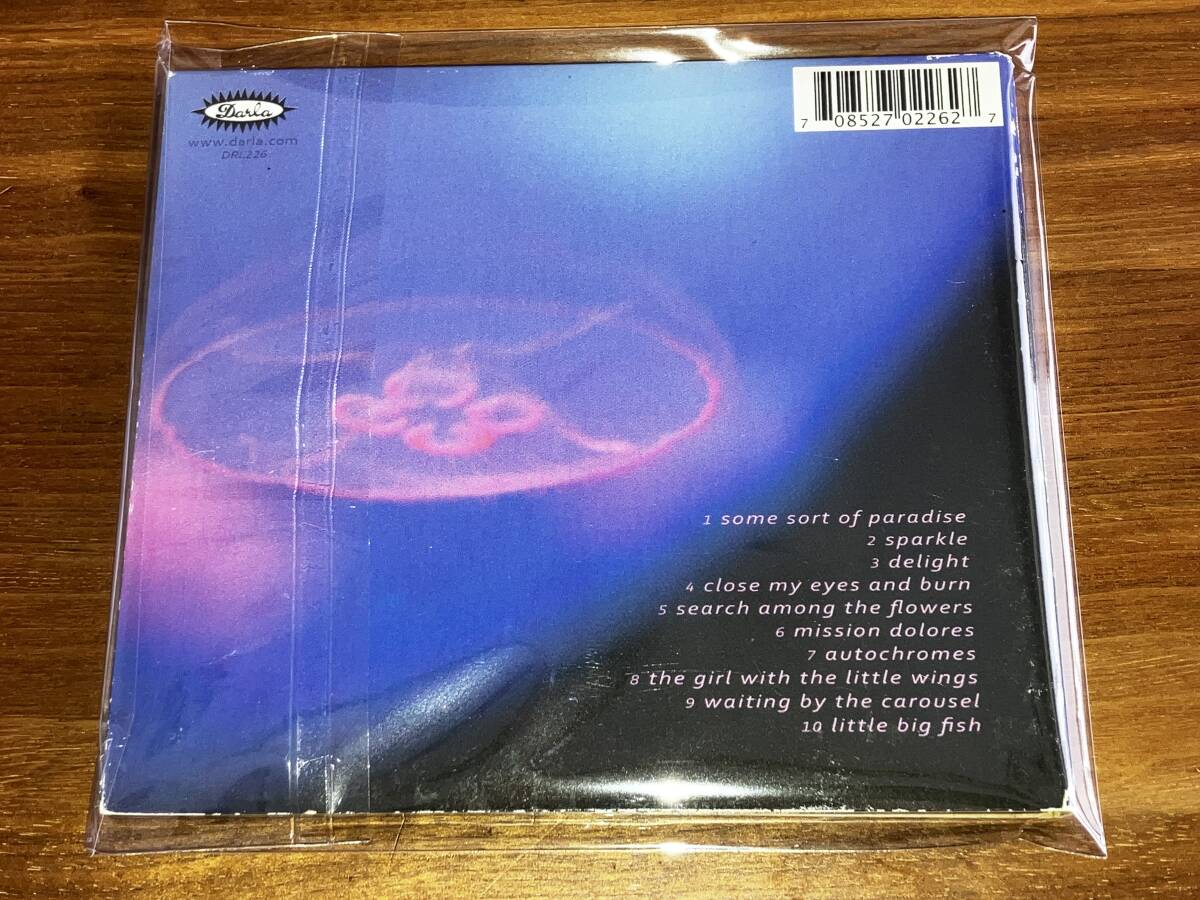 Darla
www.darla.com
DRL226
7 08527 02262 7
1 some sort of paradise
2 sparkle
3 delight
4 close my eyes and burn
5 search among the flowers
6 mission dolores
7 autochromes
8 the girl with the little wings
9 waiting by the carousel
10 little big fish